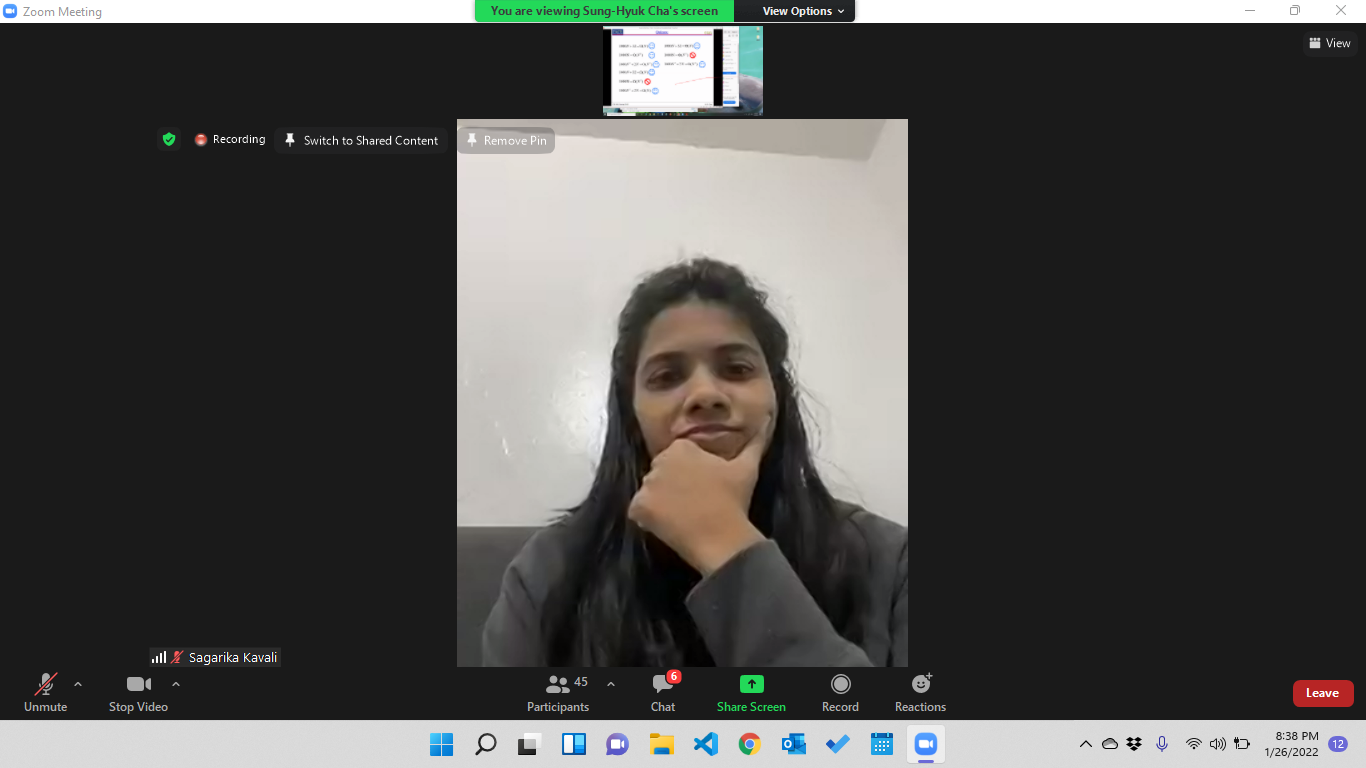 Zoom Meeting
You are viewing Sung-Hyuk Cha's screen
View Options
View
Recording
Switch to Shared Content
Remove Pin
Sagarika Kavali
Unmute
Stop Video
45
Participants
6
Chat
Share Screen
Record
Reactions
Leave
8:38 PM
1/26/2022
12